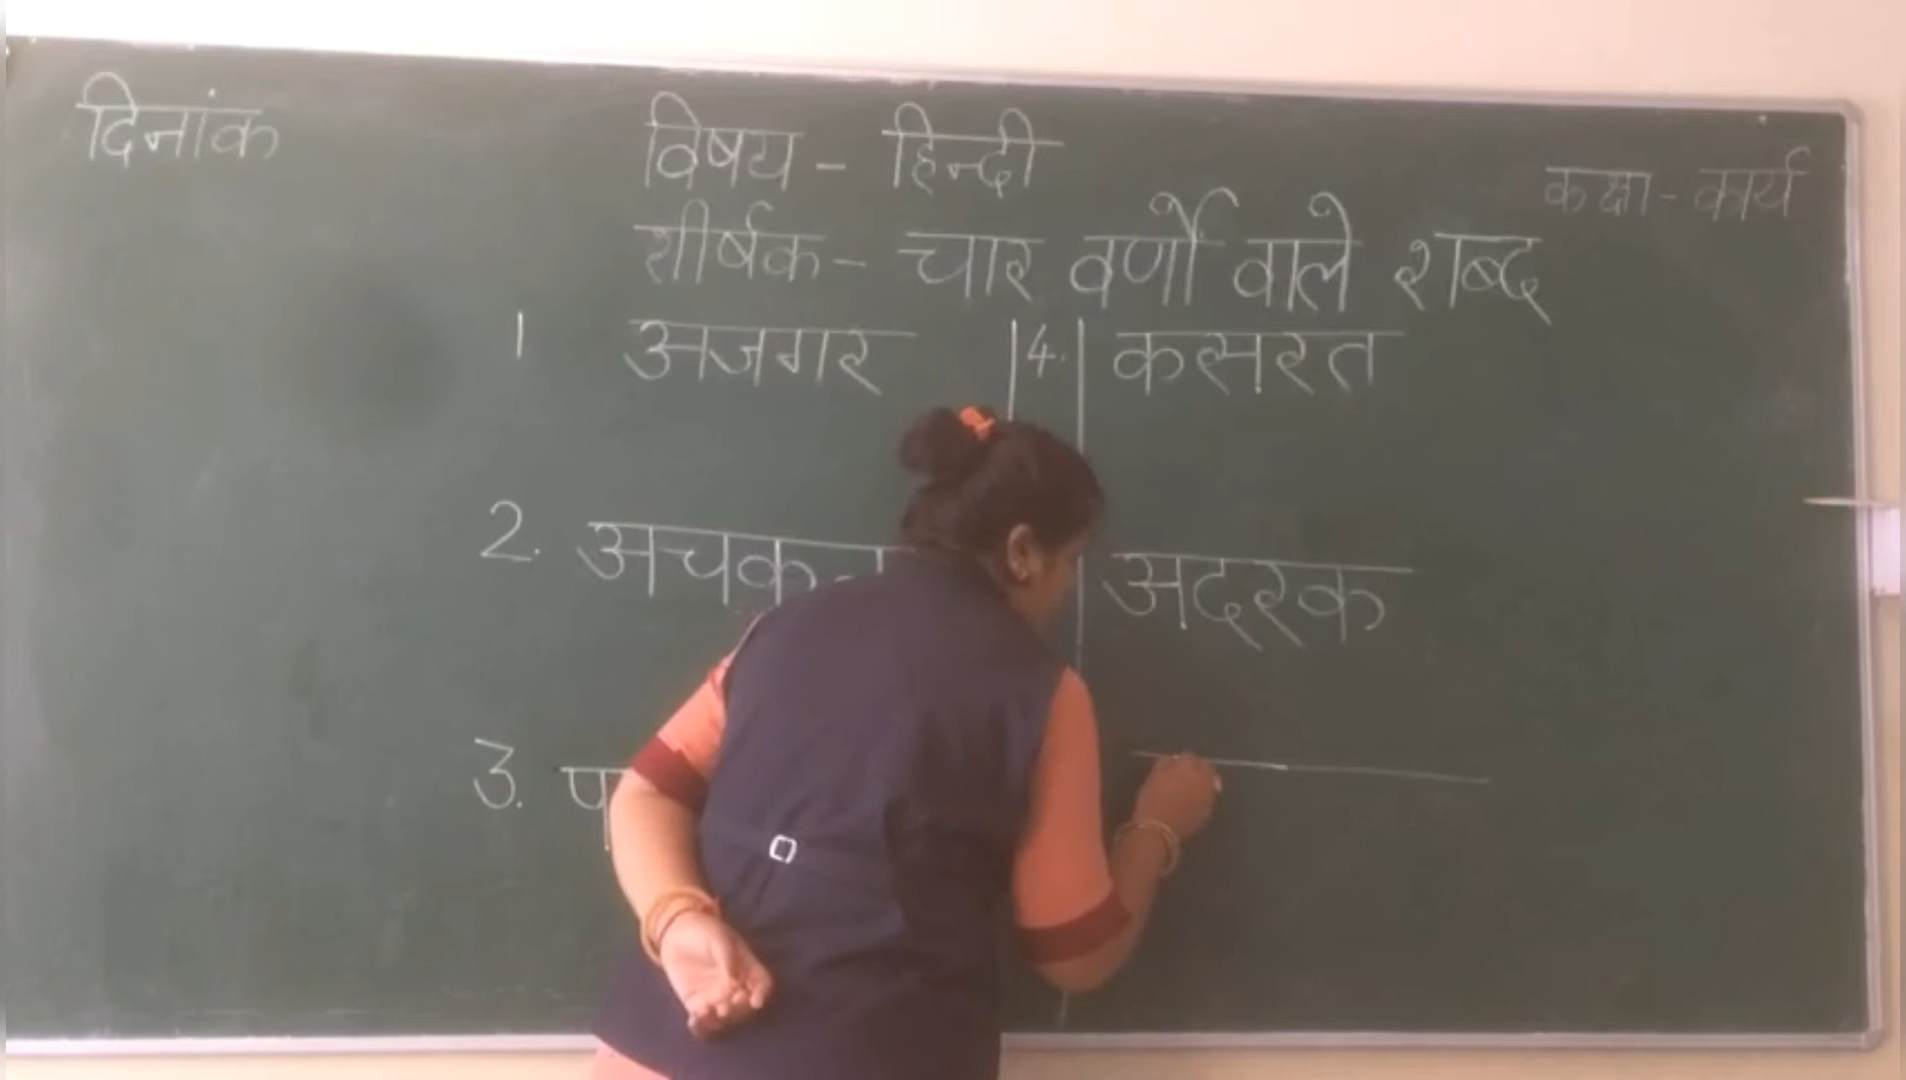 दिनांक
विषय - हिन्दी
कक्षा - कार्य
शीर्षक - चार वर्णों वाले शब्द
1 अजगर
4. कसरत
2.
अदरक
3.